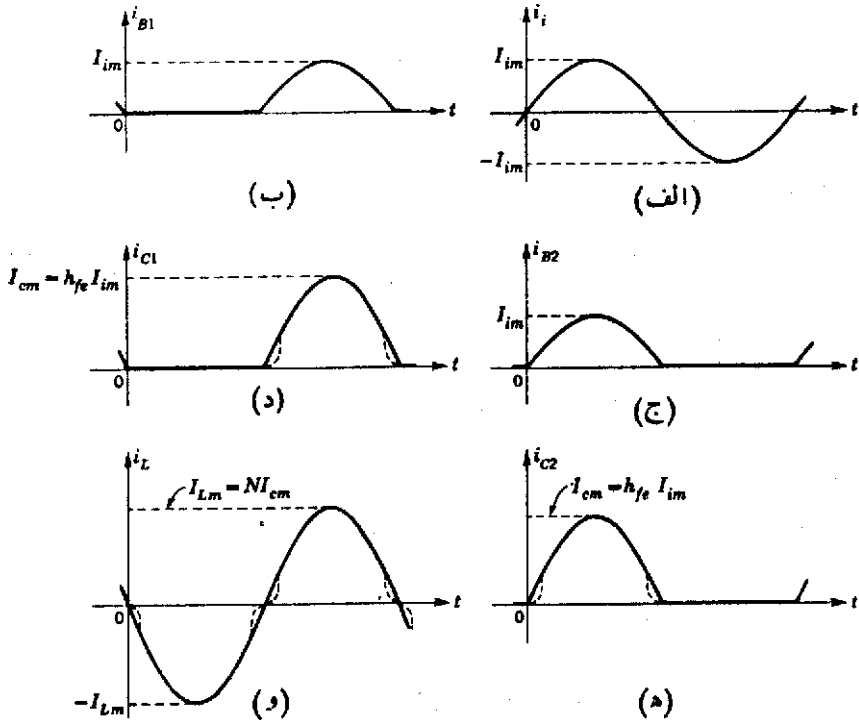 i_i
I_im
0
t
−I_im
(الف)
i_B1
I_im
0
t
(ب)
i_B2
I_im
0
t
(ج)
i_C1
I_cm = h_fe I_im
0
t
(د)
i_C2
I_cm = h_fe I_im
0
t
(ه)
i_L
I_Lm = NI_cm
0
t
−I_Lm
(و)